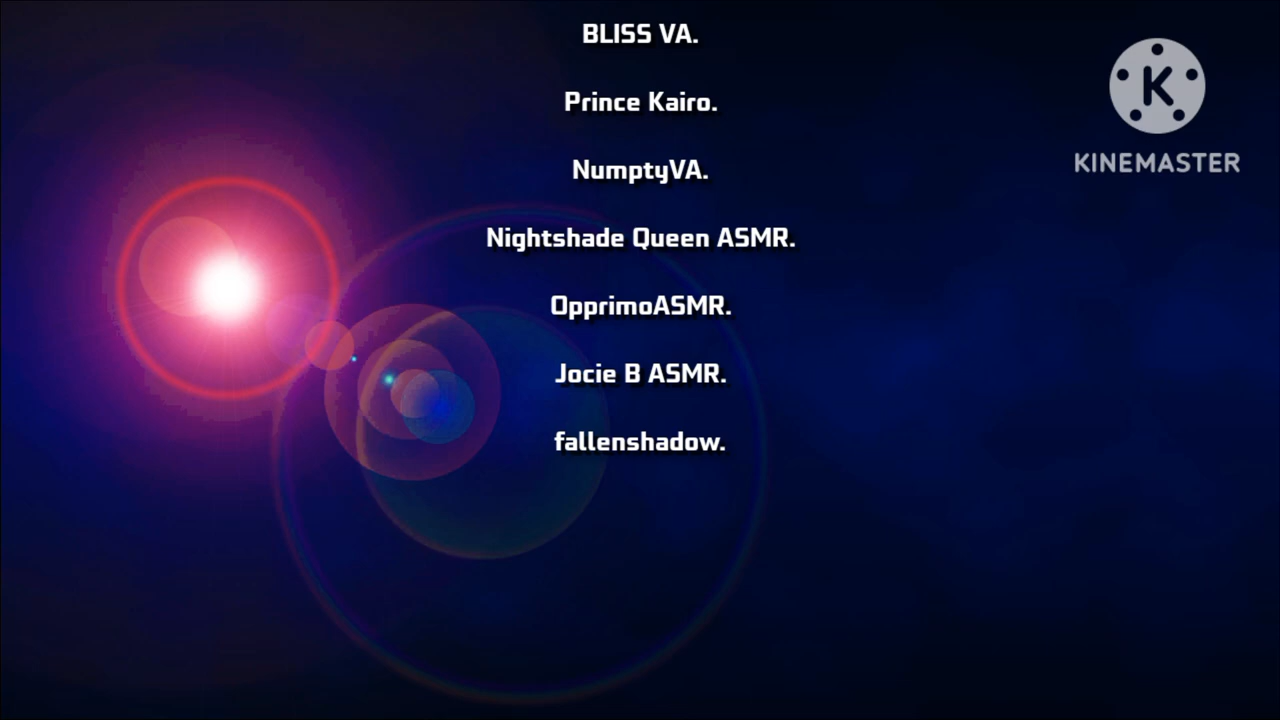 BLISS VA.
Prince Kairo.
NumptyVA.
Nightshade Queen ASMR.
OpprimoASMR.
Jocie B ASMR.
fallenshadow.
K
KINEMASTER